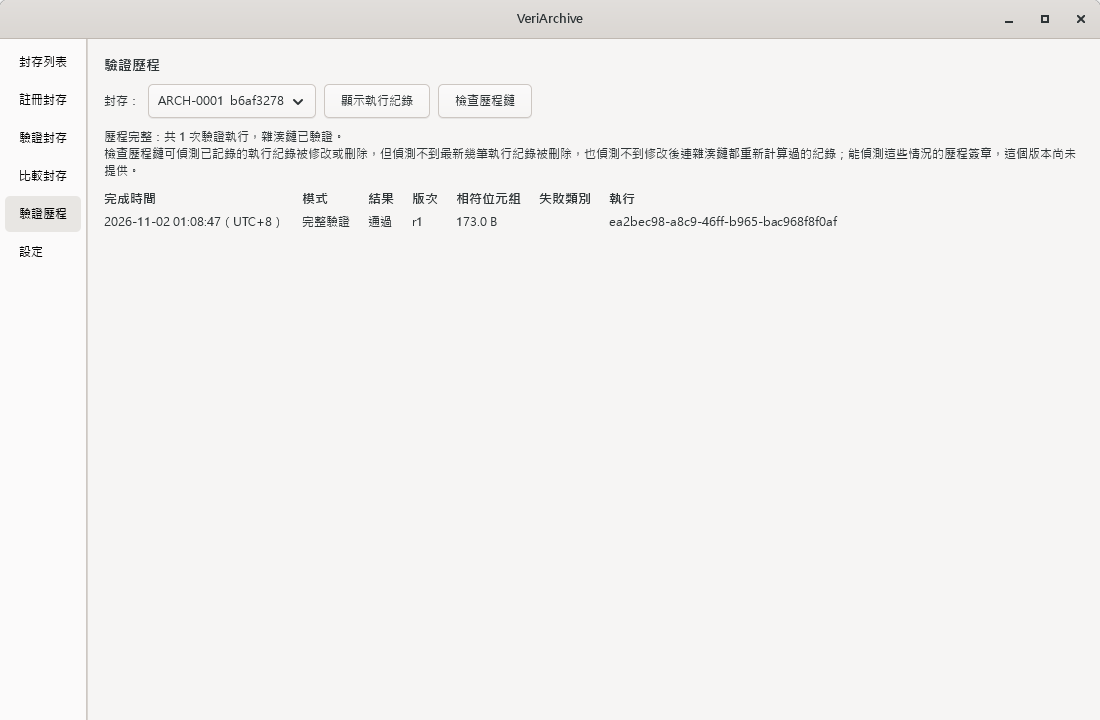 VeriArchive
封存列表
註冊封存
驗證封存
比較封存
驗證歷程
設定
驗證歷程
封存： ARCH-0001 b6af3278 顯示執行紀錄 檢查歷程鏈
歷程完整：共 1 次驗證執行，雜湊鏈已驗證。
檢查歷程鏈可偵測已記錄的執行紀錄被修改或刪除，但偵測不到最新幾筆執行紀錄被刪除，也偵測不到修改後連雜湊鏈都重新計算過的紀錄；能偵測這些情況的歷程簽章，這個版本尚未
提供。
完成時間 模式 結果 版次 相符位元組 失敗類別 執行
2026-11-02 01:08:47（UTC+8） 完整驗證 通過 r1 173.0 B ea2bec98-a8c9-46ff-b965-bac968f8f0af